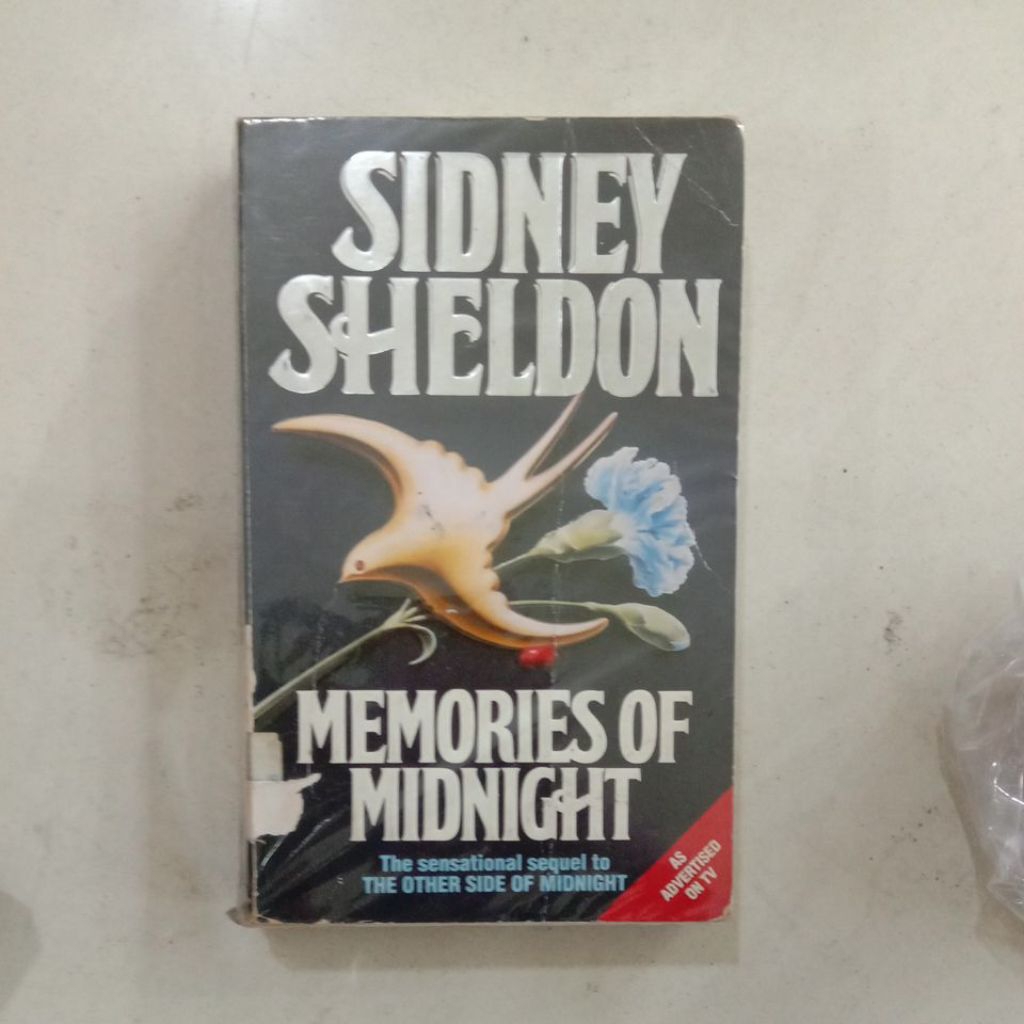 SIDNEY
SHELDON
MEMORIES OF
MIDNIGHT
The sensational sequel to
THE OTHER SIDE OF MIDNIGHT
AS
ADVERTISED
ON TV